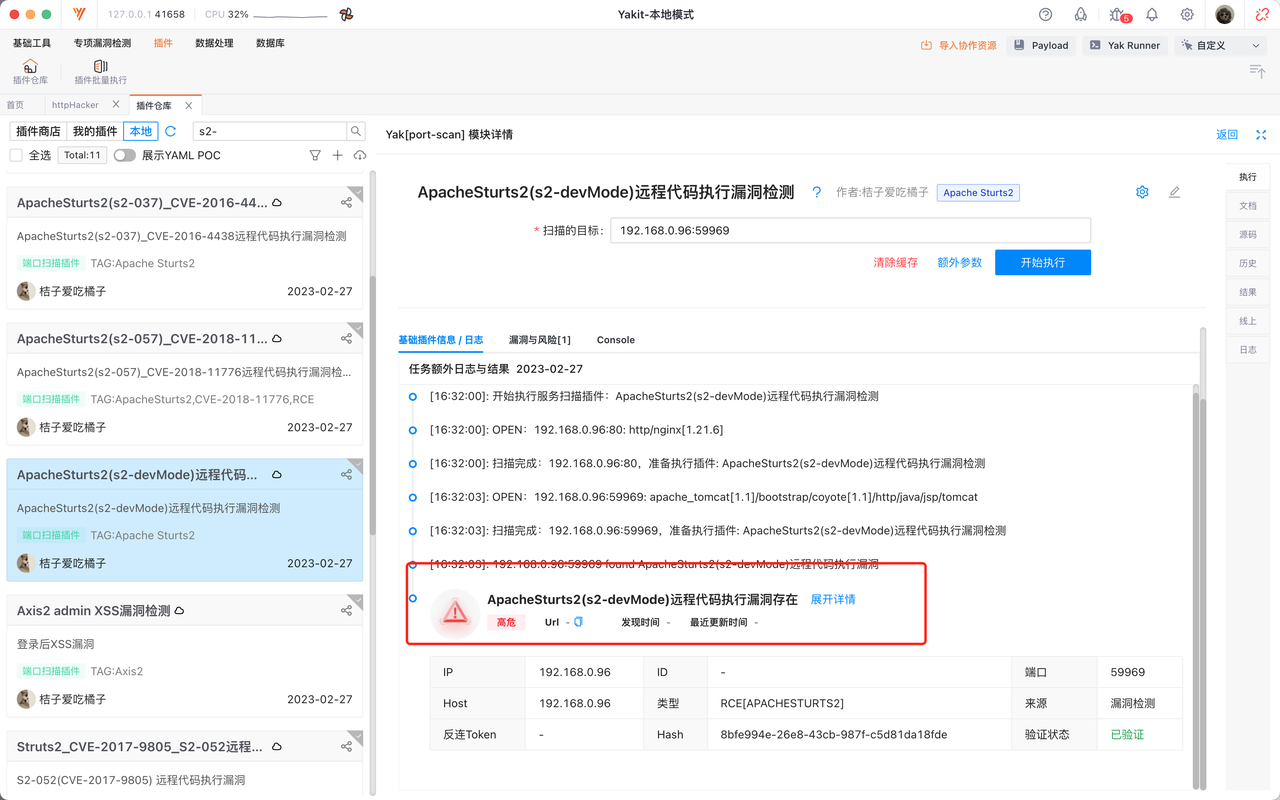 127.0.0.1 41658 CPU 32% Yakit-本地模式 5
基础工具 专项漏洞检测 插件 数据处理 数据库 导入协作资源 Payload Yak Runner 自定义
插件仓库 插件批量执行
首页 httpHacker 插件仓库
插件商店 我的插件 本地 s2-
全选 Total:11 展示YAML POC
ApacheSturts2(s2-037)_CVE-2016-44...
ApacheSturts2(s2-037)_CVE-2016-4438远程代码执行漏洞检测
端口扫描插件 TAG:Apache Sturts2
桔子爱吃橘子 2023-02-27
ApacheSturts2(s2-057)_CVE-2018-11...
ApacheSturts2(s2-057)_CVE-2018-11776远程代码执行漏洞检...
端口扫描插件 TAG:ApacheSturts2,CVE-2018-11776,RCE
桔子爱吃橘子 2023-02-27
ApacheSturts2(s2-devMode)远程代码...
ApacheSturts2(s2-devMode)远程代码执行漏洞检测
端口扫描插件 TAG:Apache Sturts2
桔子爱吃橘子 2023-02-27
Axis2 admin XSS漏洞检测
登录后XSS漏洞
端口扫描插件 TAG:Axis2
桔子爱吃橘子 2023-02-27
Struts2_CVE-2017-9805_S2-052远程...
S2-052(CVE-2017-9805) 远程代码执行漏洞
Yak[port-scan] 模块详情 返回
ApacheSturts2(s2-devMode)远程代码执行漏洞检测 ? 作者:桔子爱吃橘子 Apache Sturts2
* 扫描的目标: 192.168.0.96:59969
清除缓存 额外参数 开始执行
执行
文档
源码
历史
结果
线上
日志
基础插件信息 / 日志 漏洞与风险[1] Console
任务额外日志与结果 2023-02-27
[16:32:00]: 开始执行服务扫描插件：ApacheSturts2(s2-devMode)远程代码执行漏洞检测
[16:32:00]: OPEN：192.168.0.96:80: http/nginx[1.21.6]
[16:32:00]: 扫描完成：192.168.0.96:80，准备执行插件: ApacheSturts2(s2-devMode)远程代码执行漏洞检测
[16:32:03]: OPEN：192.168.0.96:59969: apache_tomcat[1.1]/bootstrap/coyote[1.1]/http/java/jsp/tomcat
[16:32:03]: 扫描完成：192.168.0.96:59969，准备执行插件: ApacheSturts2(s2-devMode)远程代码执行漏洞检测
[16:32:03]: 192.168.0.96:59969 found ApacheSturts2(s2-devMode)远程代码执行漏洞
ApacheSturts2(s2-devMode)远程代码执行漏洞存在 展开详情
高危 Url - 发现时间 - 最近更新时间 -
IP 192.168.0.96 ID - 端口 59969
Host 192.168.0.96 类型 RCE[APACHESTURTS2] 来源 漏洞检测
反连Token - Hash 8bfe994e-26e8-43cb-987f-c5d81da18fde 验证状态 已验证